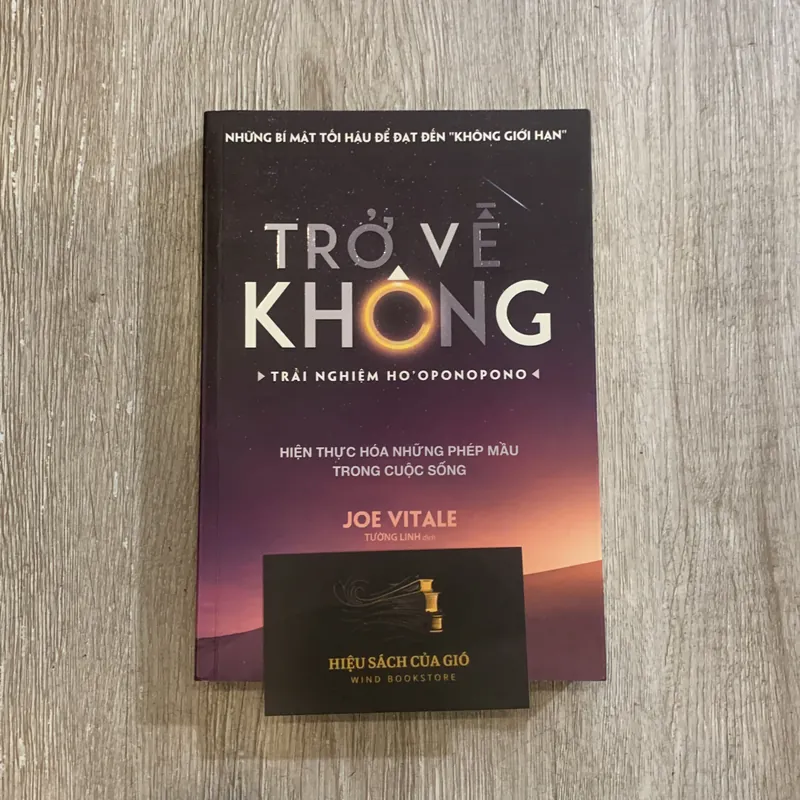 NHỮNG BÍ MẬT TỐI HẬU ĐỂ ĐẠT ĐẾN "KHÔNG GIỚI HẠN"
TRỞ VỀ
KHÔNG
TRẢI NGHIỆM HO'OPONOPONO
HIỆN THỰC HÓA NHỮNG PHÉP MẦU
TRONG CUỘC SỐNG
JOE VITALE
TƯỜNG LINH dịch
HIỆU SÁCH CỦA GIÓ
WIND BOOKSTORE